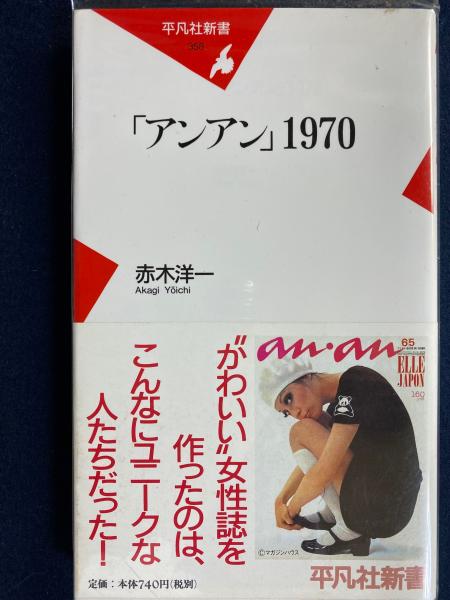 平凡社新書
358
「アンアン」1970
赤木洋一
Akagi Yōichi
“かわいい”女性誌を
作ったのは、
こんなにユニークな
人たちだった!
定価:本体740円(税別)
an・an
65
ELLE
JAPON
160
©マガジンハウス
平凡社新書